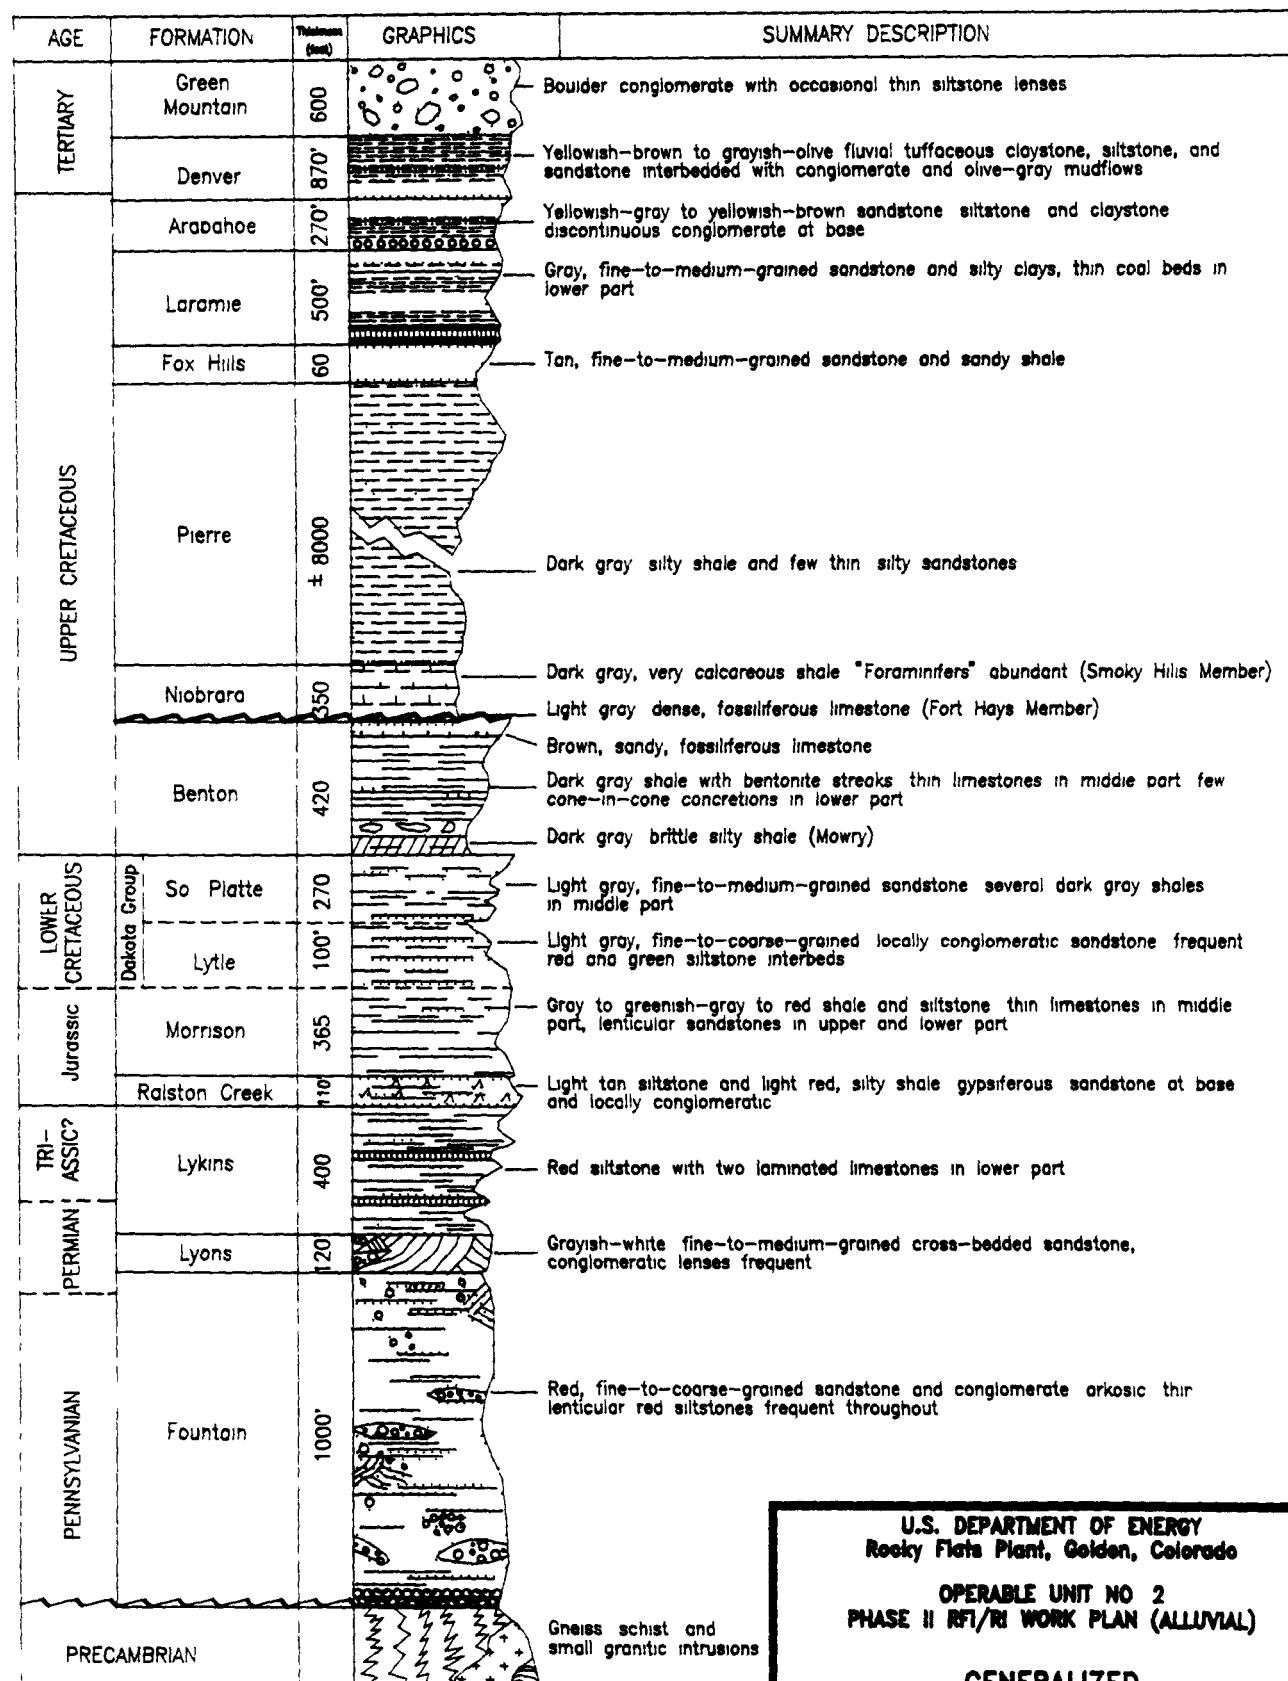 AGE FORMATION Thickness (feet) GRAPHICS SUMMARY DESCRIPTION
TERTIARY
Green
Mountain
600
Boulder conglomerate with occasional thin siltstone lenses
Denver
870'
Yellowish-brown to grayish-olive fluvial tuffaceous claystone, siltstone, and
sandstone interbedded with conglomerate and olive-gray mudflows
UPPER CRETACEOUS
Arapahoe
270'
Yellowish-gray to yellowish-brown sandstone siltstone and claystone
discontinuous conglomerate at base
Laramie
500'
Gray, fine-to-medium-grained sandstone and silty clays, thin coal beds in
lower part
Fox Hills
60
Tan, fine-to-medium-grained sandstone and sandy shale
Pierre
± 8000
Dark gray silty shale and few thin silty sandstones
Niobrara
350
Dark gray, very calcareous shale "Foraminifers" abundant (Smoky Hills Member)
Light gray dense, fossiliferous limestone (Fort Hays Member)
Benton
420
Brown, sandy, fossiliferous limestone
Dark gray shale with bentonite streaks thin limestones in middle part few
cone-in-cone concretions in lower part
Dark gray brittle silty shale (Mowry)
LOWER
CRETACEOUS
Dakota Group
So Platte
270
Light gray, fine-to-medium-grained sandstone several dark gray shales
in middle part
Lytle
100'
Light gray, fine-to-coarse-grained locally conglomeratic sandstone frequent
red and green siltstone interbeds
Jurassic
Morrison
365
Gray to greenish-gray to red shale and siltstone thin limestones in middle
part, lenticular sandstones in upper and lower part
Ralston Creek
110'
Light tan siltstone and light red, silty shale gypsiferous sandstone at base
and locally conglomeratic
TRI-
ASSIC?
Lykins
400
Red siltstone with two laminated limestones in lower part
PERMIAN
Lyons
120'
Grayish-white fine-to-medium-grained cross-bedded sandstone,
conglomeratic lenses frequent
PENNSYLVANIAN
Fountain
1000'
Red, fine-to-coarse-grained sandstone and conglomerate arkosic thin
lenticular red siltstones frequent throughout
PRECAMBRIAN
Gneiss schist and
small granitic intrusions
U.S. DEPARTMENT OF ENERGY
Rocky Flats Plant, Golden, Colorado
OPERABLE UNIT NO 2
PHASE II RFI/RI WORK PLAN (ALLUVIAL)
GENERALIZED